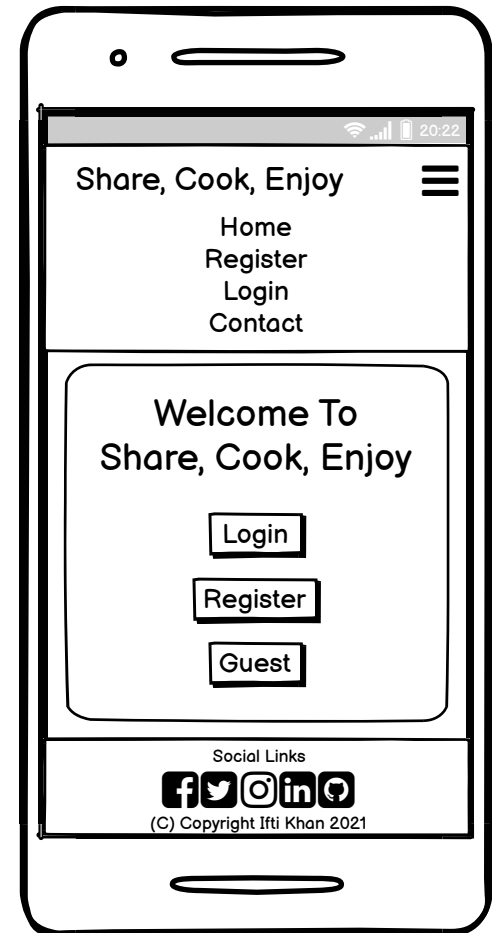 20:22
Share, Cook, Enjoy
Home
Register
Login
Contact
Welcome To
Share, Cook, Enjoy
Login
Register
Guest
Social Links
(C) Copyright Ifti Khan 2021